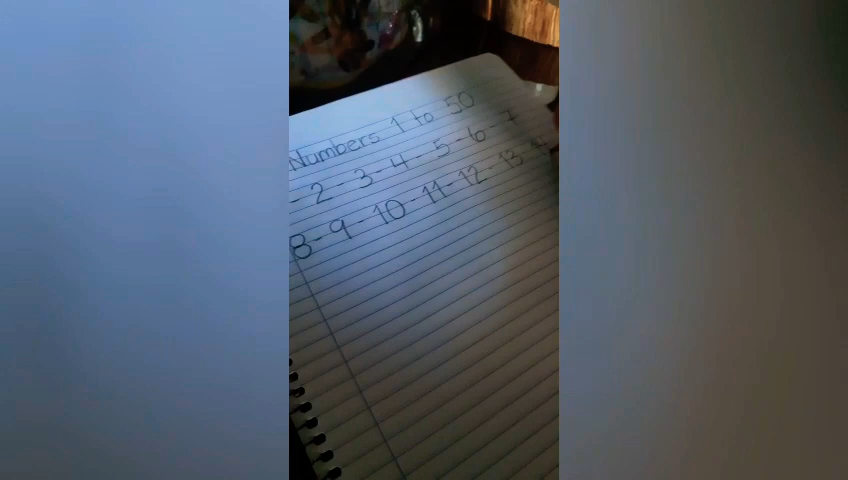 Numbers 1 to 50
- 2 - 3 - 4 - 5 - 6 - 7
8 - 9 - 10 - 11 - 12 - 13 -